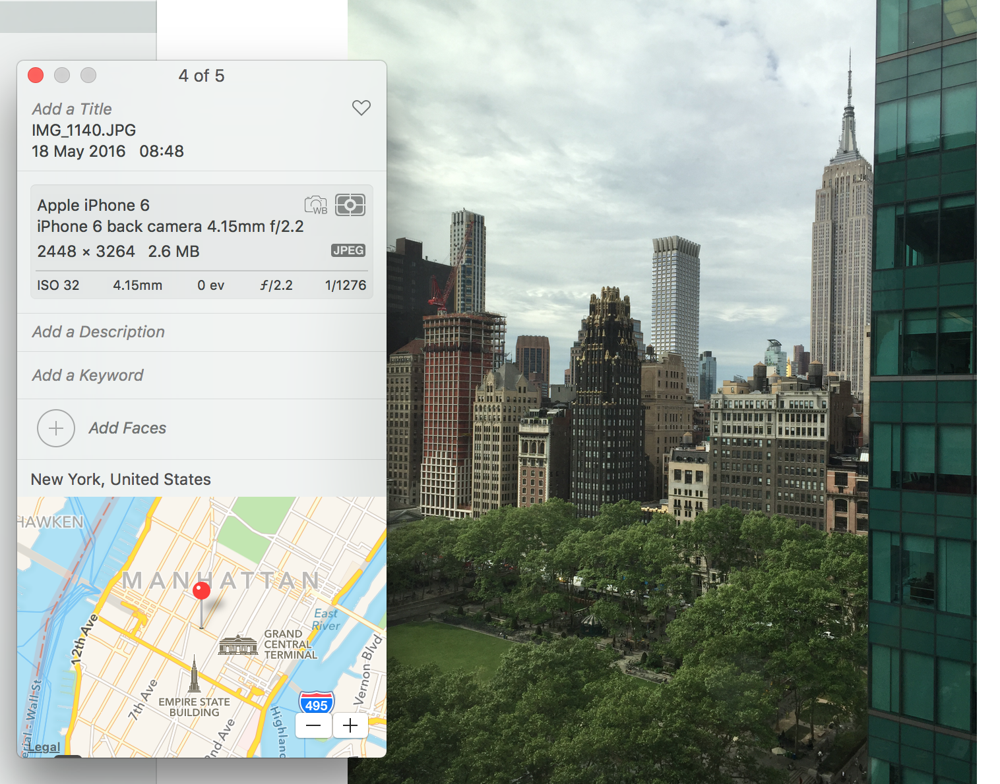 4 of 5
Add a Title
IMG_1140.JPG
18 May 2016 08:48
Apple iPhone 6
WB
iPhone 6 back camera 4.15mm f/2.2
2448 × 3264 2.6 MB
JPEG
ISO 32 4.15mm 0 ev ƒ/2.2 1/1276
Add a Description
Add a Keyword
Add Faces
New York, United States
HAWKEN
MANHATTAN
East
River
12th Ave
GRAND
CENTRAL
TERMINAL
Vernon Blvd
7th Ave
EMPIRE STATE
BUILDING
495
Highland
2nd Ave
erial - Wall St
Legal